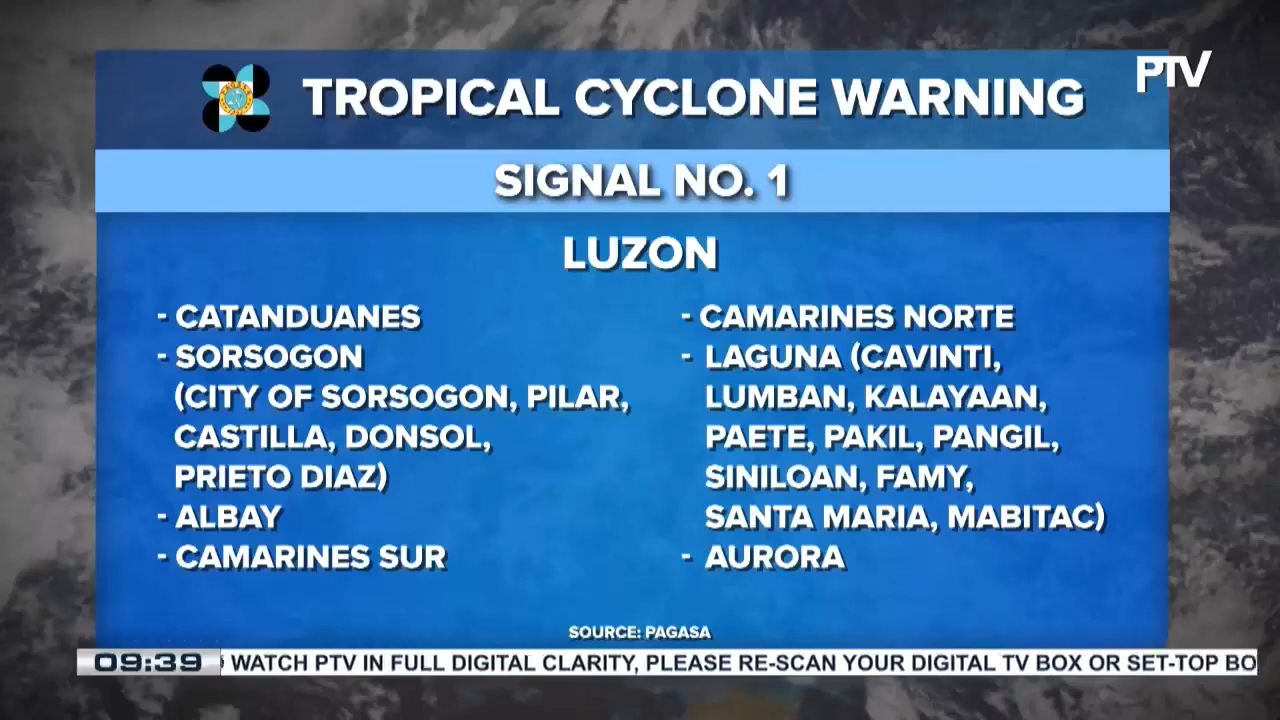 PTV
TROPICAL CYCLONE WARNING
SIGNAL NO. 1
LUZON
- CATANDUANES
- SORSOGON
(CITY OF SORSOGON, PILAR,
CASTILLA, DONSOL,
PRIETO DIAZ)
- ALBAY
- CAMARINES SUR
- CAMARINES NORTE
- LAGUNA (CAVINTI,
LUMBAN, KALAYAAN,
PAETE, PAKIL, PANGIL,
SINILOAN, FAMY,
SANTA MARIA, MABITAC)
- AURORA
SOURCE: PAGASA
09:39
WATCH PTV IN FULL DIGITAL CLARITY, PLEASE RE-SCAN YOUR DIGITAL TV BOX OR SET-TOP BO